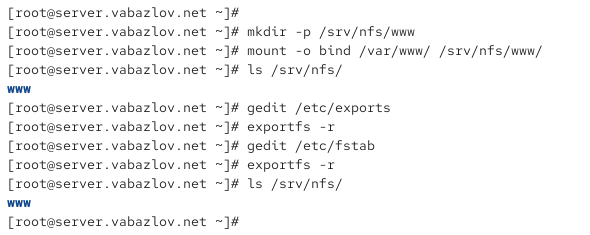 [root@server.vabazlov.net ~]#
[root@server.vabazlov.net ~]# mkdir -p /srv/nfs/www
[root@server.vabazlov.net ~]# mount -o bind /var/www/ /srv/nfs/www/
[root@server.vabazlov.net ~]# ls /srv/nfs/
www
[root@server.vabazlov.net ~]# gedit /etc/exports
[root@server.vabazlov.net ~]# exportfs -r
[root@server.vabazlov.net ~]# gedit /etc/fstab
[root@server.vabazlov.net ~]# exportfs -r
[root@server.vabazlov.net ~]# ls /srv/nfs/
www
[root@server.vabazlov.net ~]#